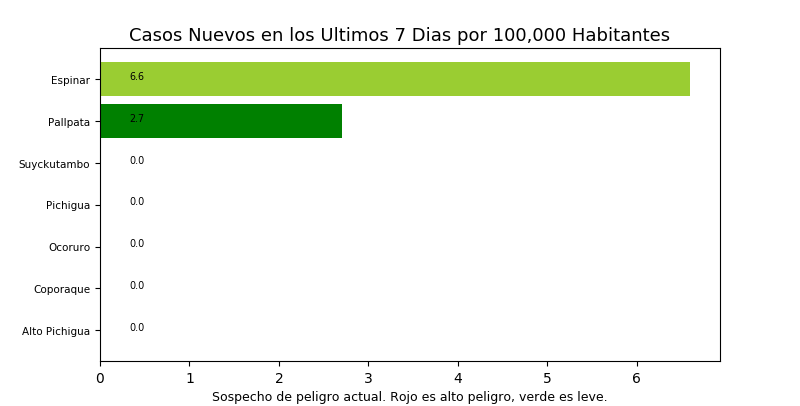 Casos Nuevos en los Ultimos 7 Dias por 100,000 Habitantes
Espinar 6.6
Pallpata 2.7
Suyckutambo 0.0
Pichigua 0.0
Ocoruro 0.0
Coporaque 0.0
Alto Pichigua 0.0
0 1 2 3 4 5 6
Sospecho de peligro actual. Rojo es alto peligro, verde es leve.